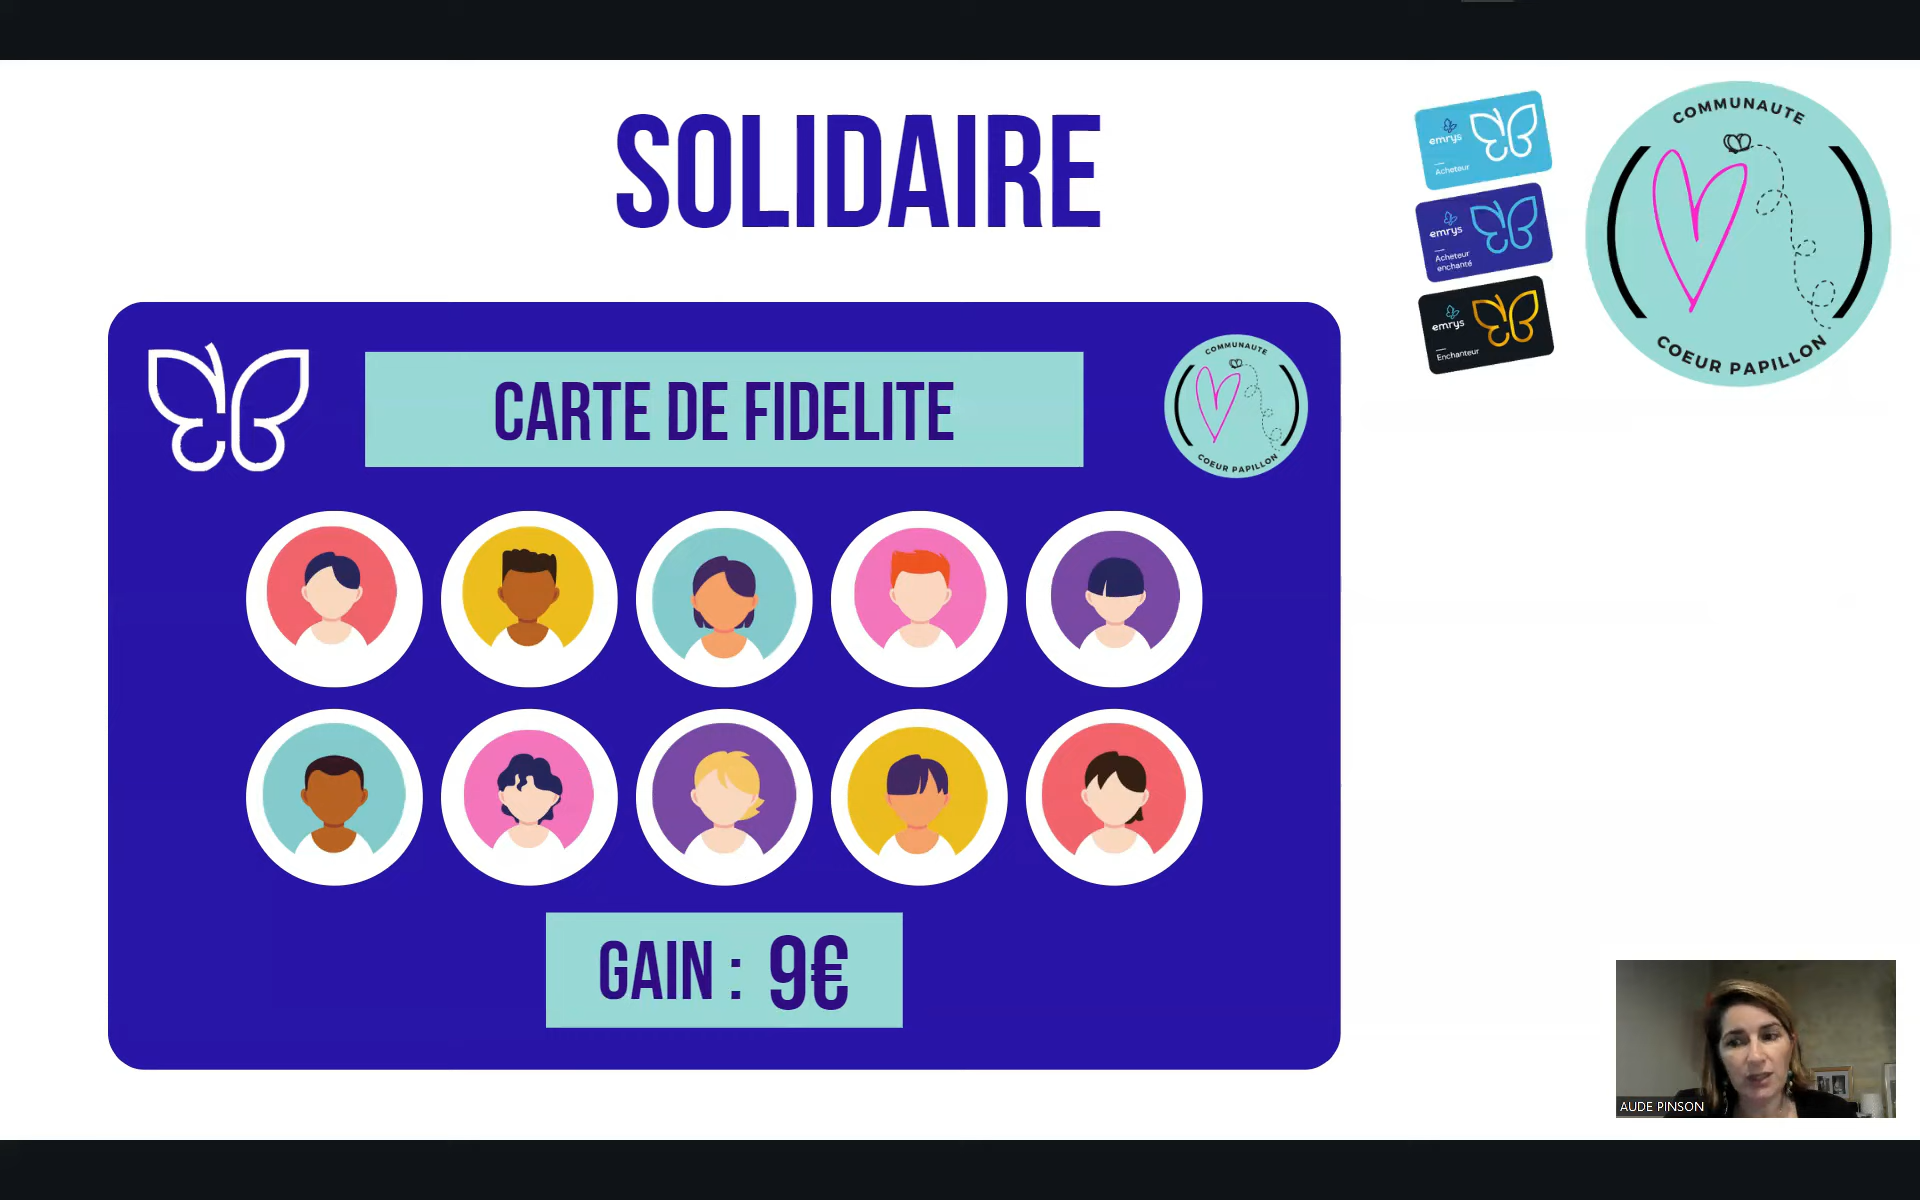 SOLIDAIRE
emrys
Acheteur
emrys
Acheteur
enchanté
emrys
Enchanteur
COMMUNAUTE
COEUR PAPILLON
CARTE DE FIDELITE
COMMUNAUTE
COEUR PAPILLON
GAIN : 9€
AUDE PINSON